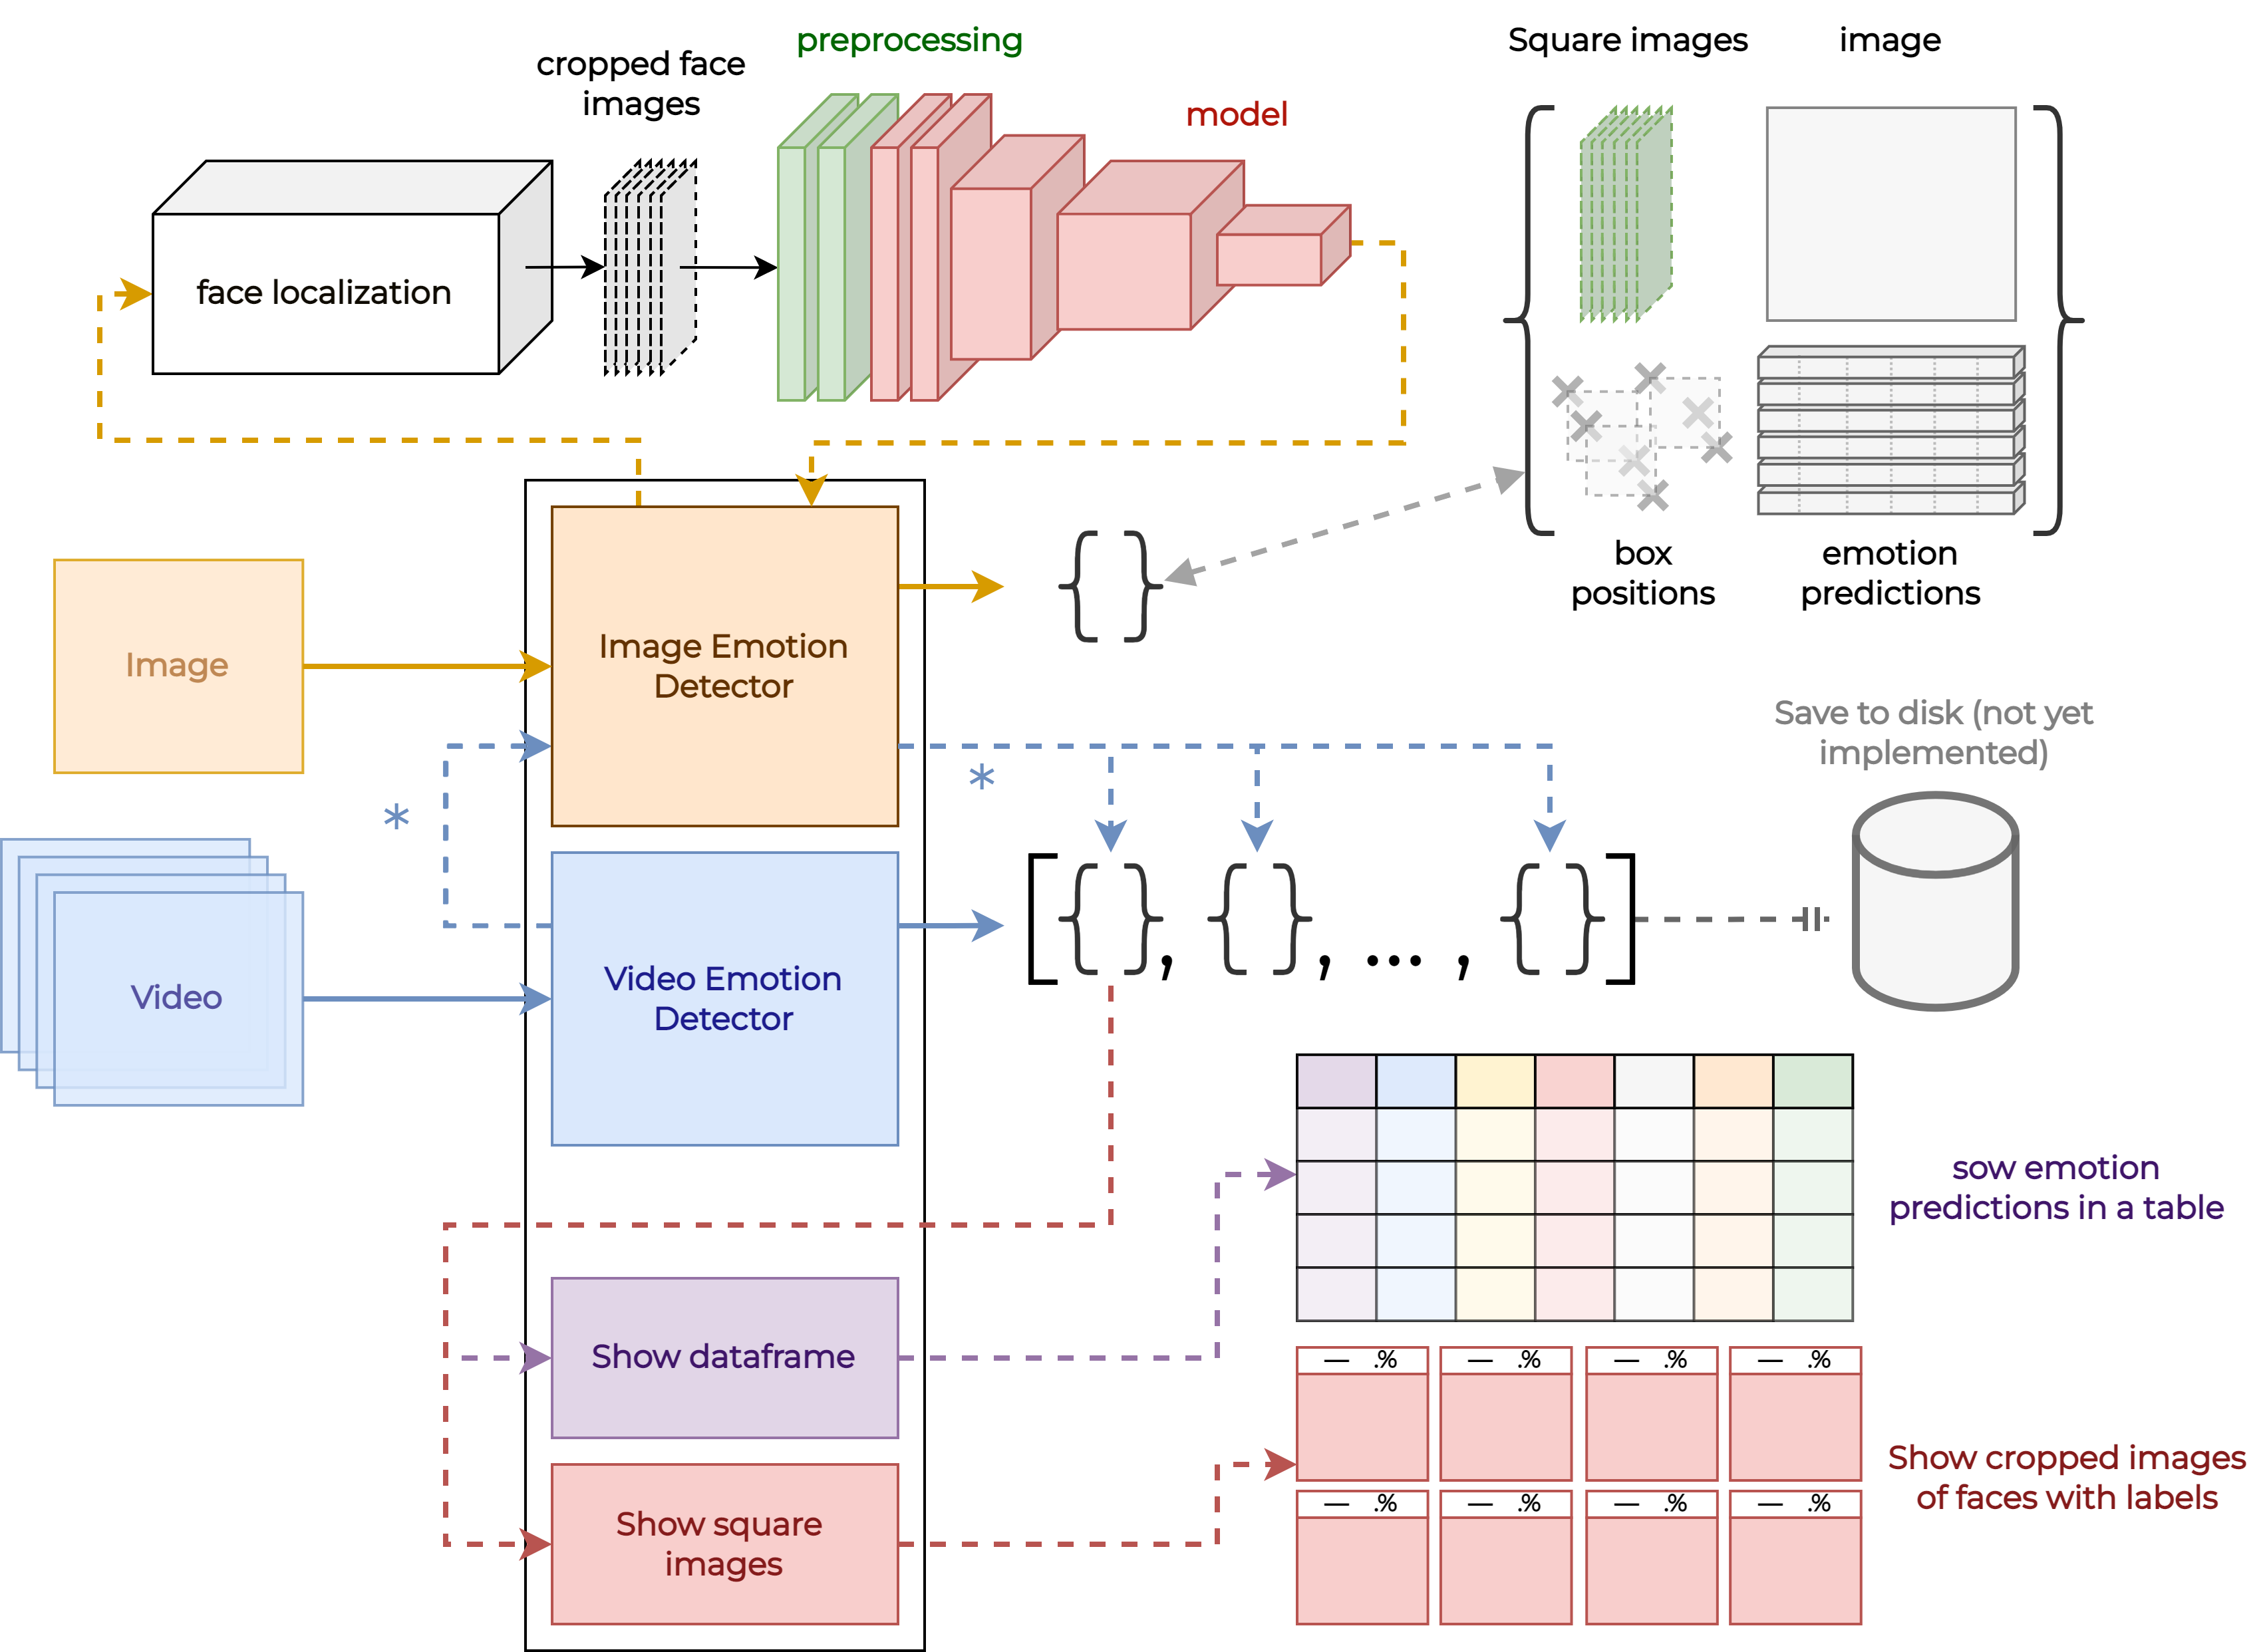 preprocessing
Square images
image
cropped face
images
model
face localization
box
positions
emotion
predictions
Image
Image Emotion
Detector
{ }
Save to disk (not yet
implemented)
*
*
Video
Video Emotion
Detector
[{ }, { }, ... , { }]
sow emotion
predictions in a table
Show dataframe
— .% — .% — .% — .%
Show cropped images
of faces with labels
— .% — .% — .% — .%
Show square
images